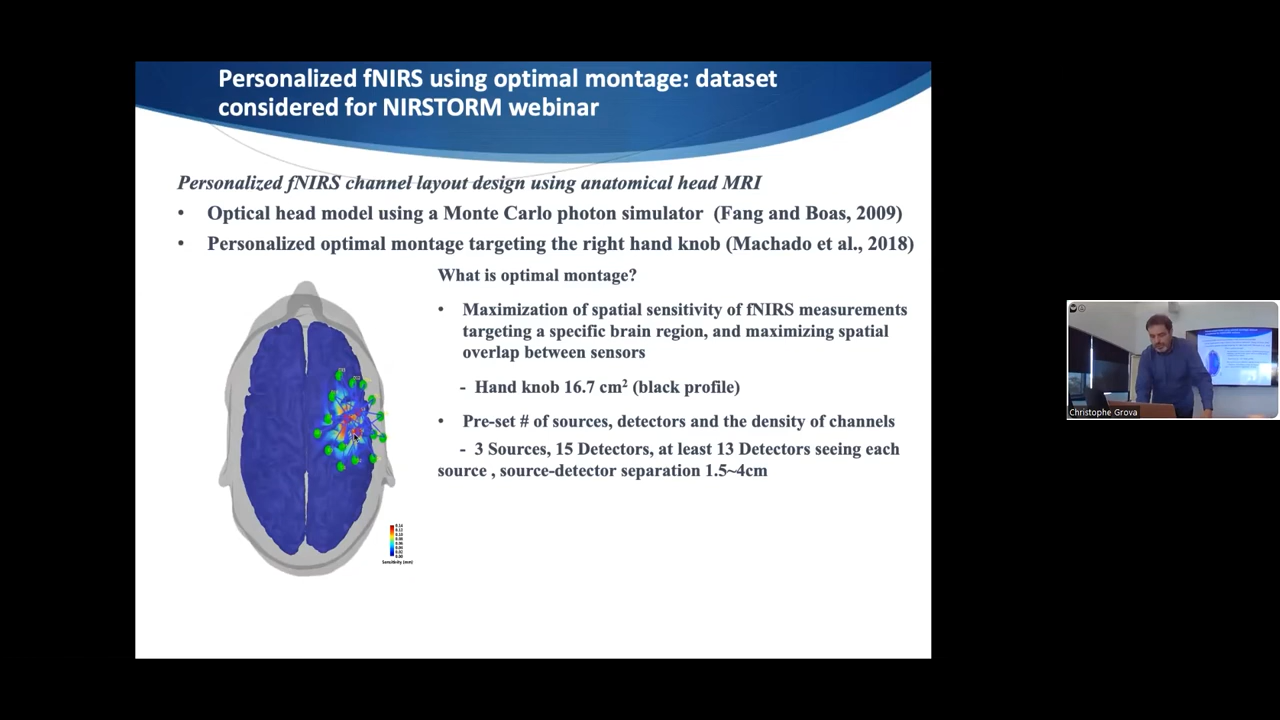 Personalized fNIRS using optimal montage: dataset
considered for NIRSTORM webinar
Personalized fNIRS channel layout design using anatomical head MRI
• Optical head model using a Monte Carlo photon simulator (Fang and Boas, 2009)
• Personalized optimal montage targeting the right hand knob (Machado et al., 2018)
What is optimal montage?
• Maximization of spatial sensitivity of fNIRS measurements
targeting a specific brain region, and maximizing spatial
overlap between sensors
- Hand knob 16.7 cm² (black profile)
• Pre-set # of sources, detectors and the density of channels
- 3 Sources, 15 Detectors, at least 13 Detectors seeing each
source , source-detector separation 1.5~4cm
Sensitivity (mm)
Christophe Grova